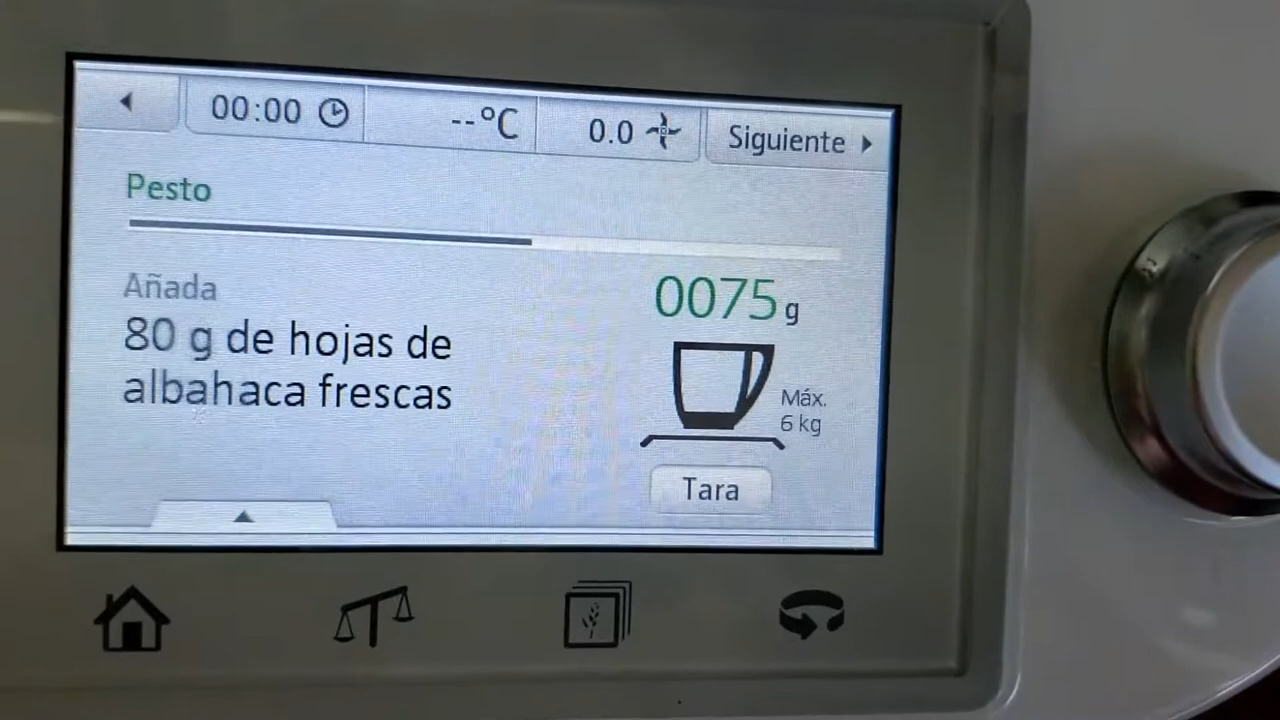 00:00
--°C
0.0
Siguiente
Pesto
Añada
80 g de hojas de
albahaca frescas
0075 g
Máx.
6 kg
Tara